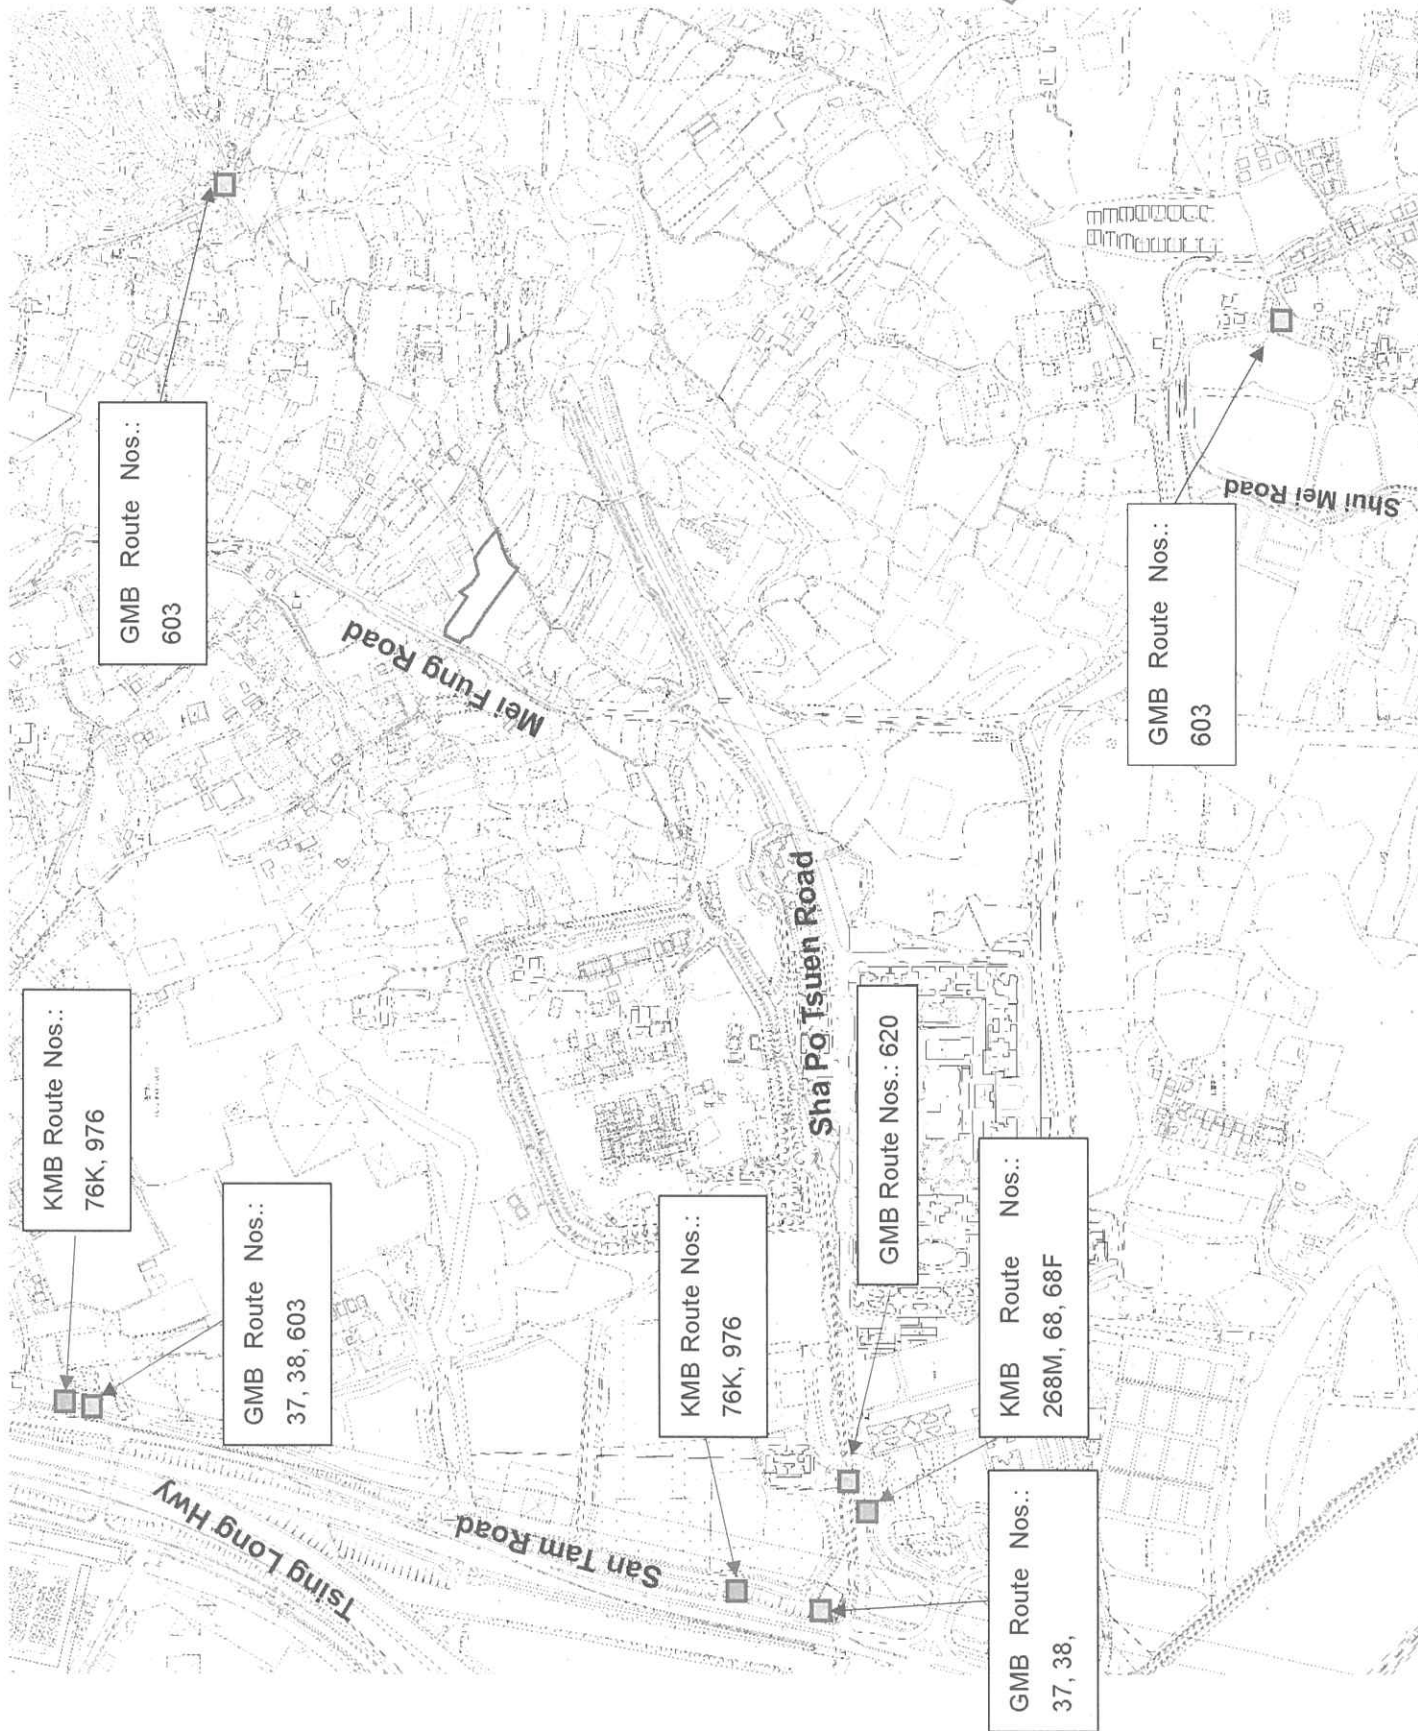 KMB Route Nos.:
76K, 976
GMB Route Nos.:
37, 38, 603
Tsing Long Hwy
San Tam Road
KMB Route Nos.:
76K, 976
GMB Route Nos.:
37, 38,
KMB Route Nos.:
268M, 68, 68F
GMB Route Nos.: 620
Sha Po Tsuen Road
Mei Fung Road
GMB Route Nos.:
603
GMB Route Nos.:
603
Shui Mei Road